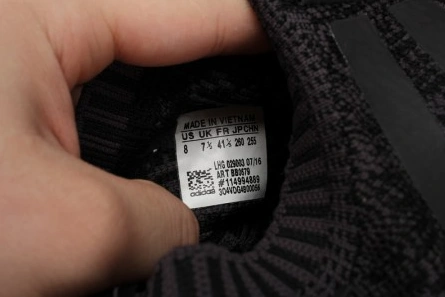 MADE IN VIETNAM
US UK FR JP CHN
8 7½ 41⅓ 260 255
LHG 029003 07/16
ART BB3679
#114994869
adidas